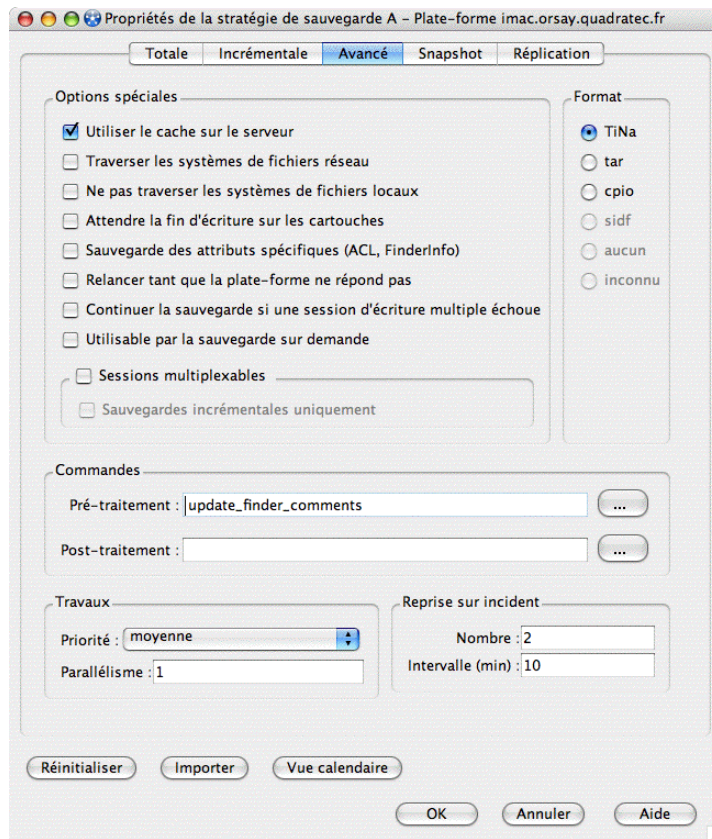 Propriétés de la stratégie de sauvegarde A - Plate-forme imac.orsay.quadratec.fr
Totale Incrémentale Avancé Snapshot Réplication
Options spéciales
Utiliser le cache sur le serveur
Traverser les systèmes de fichiers réseau
Ne pas traverser les systèmes de fichiers locaux
Attendre la fin d'écriture sur les cartouches
Sauvegarde des attributs spécifiques (ACL, FinderInfo)
Relancer tant que la plate-forme ne répond pas
Continuer la sauvegarde si une session d'écriture multiple échoue
Utilisable par la sauvegarde sur demande
Sessions multiplexables
Sauvegardes incrémentales uniquement
Format
TiNa
tar
cpio
sidf
aucun
inconnu
Commandes
Pré-traitement : update_finder_comments ...
Post-traitement : ...
Travaux
Priorité : moyenne
Parallélisme : 1
Reprise sur incident
Nombre : 2
Intervalle (min) : 10
Réinitialiser Importer Vue calendaire
OK Annuler Aide